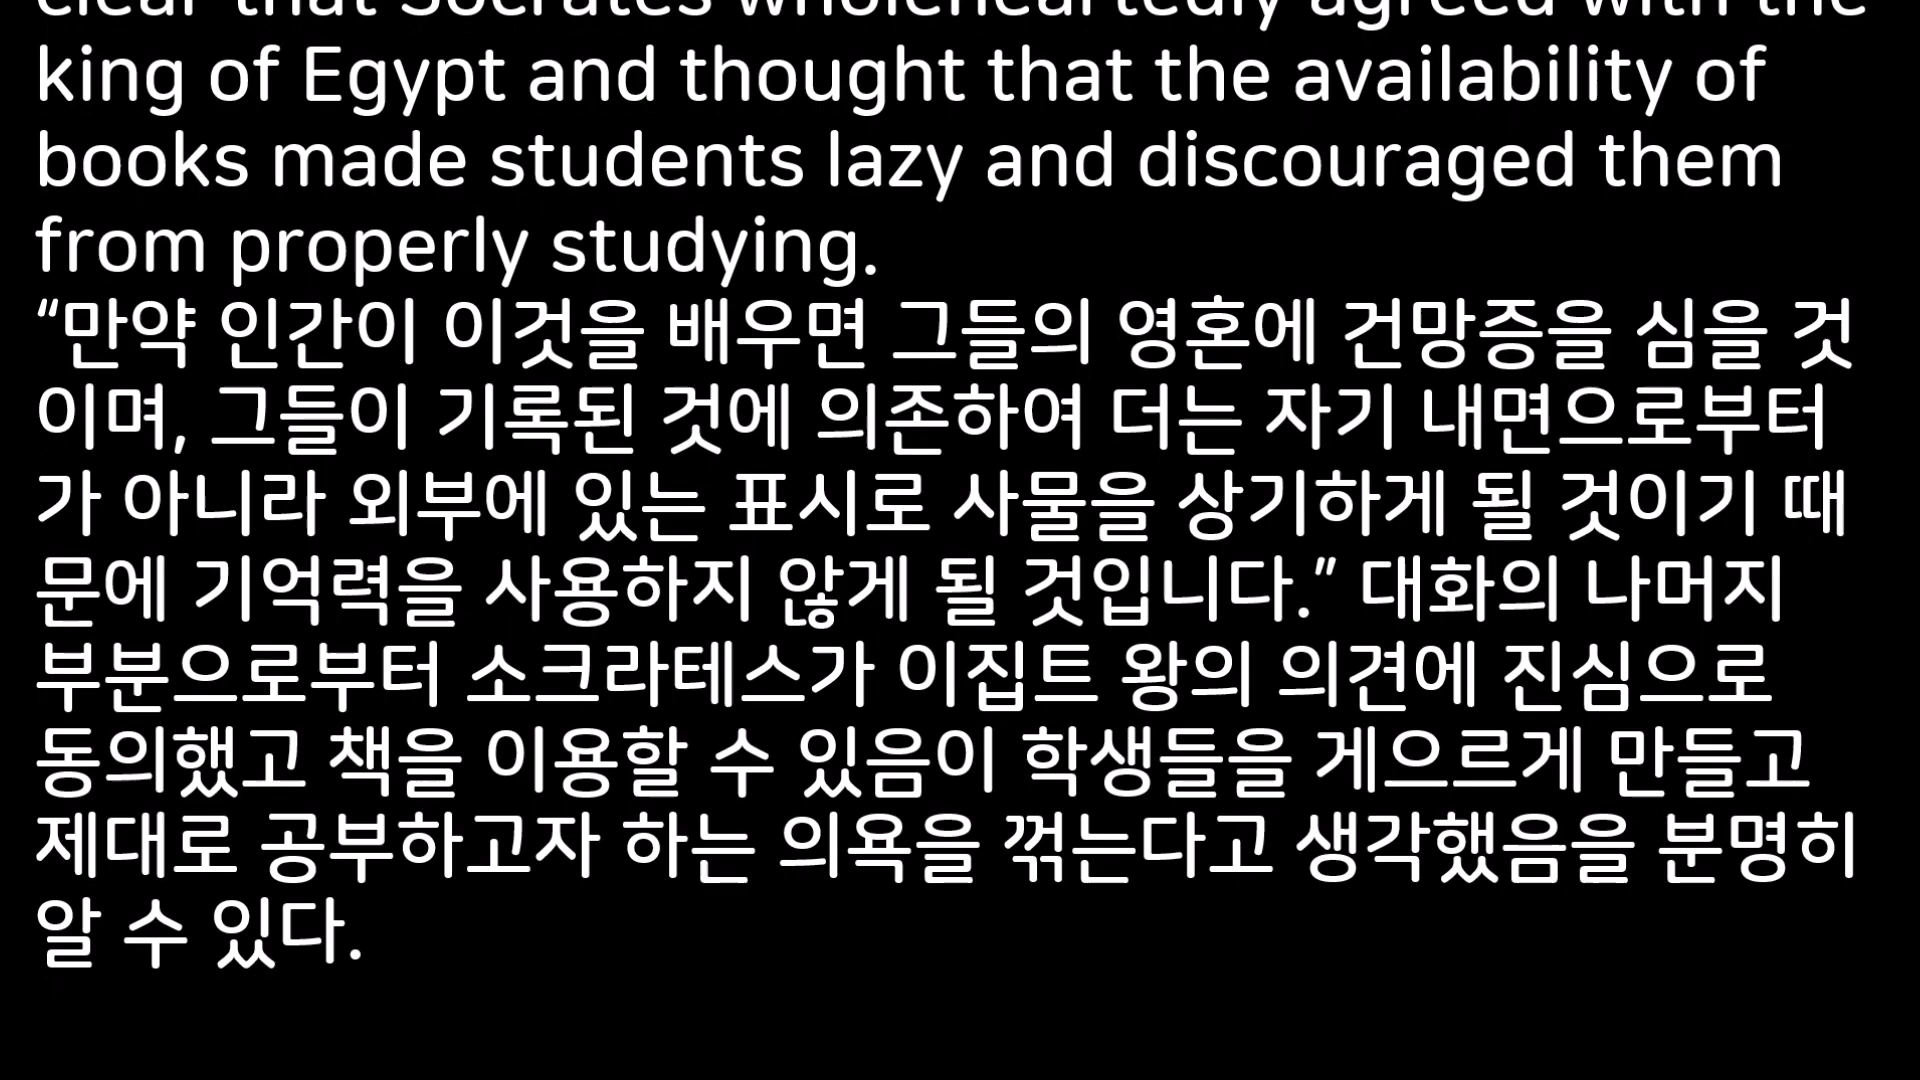 clear that Socrates wholeheartedly agreed with the
king of Egypt and thought that the availability of
books made students lazy and discouraged them
from properly studying.
“만약 인간이 이것을 배우면 그들의 영혼에 건망증을 심을 것
이며, 그들이 기록된 것에 의존하여 더는 자기 내면으로부터
가 아니라 외부에 있는 표시로 사물을 상기하게 될 것이기 때
문에 기억력을 사용하지 않게 될 것입니다.” 대화의 나머지
부분으로부터 소크라테스가 이집트 왕의 의견에 진심으로
동의했고 책을 이용할 수 있음이 학생들을 게으르게 만들고
제대로 공부하고자 하는 의욕을 꺾는다고 생각했음을 분명히
알 수 있다.